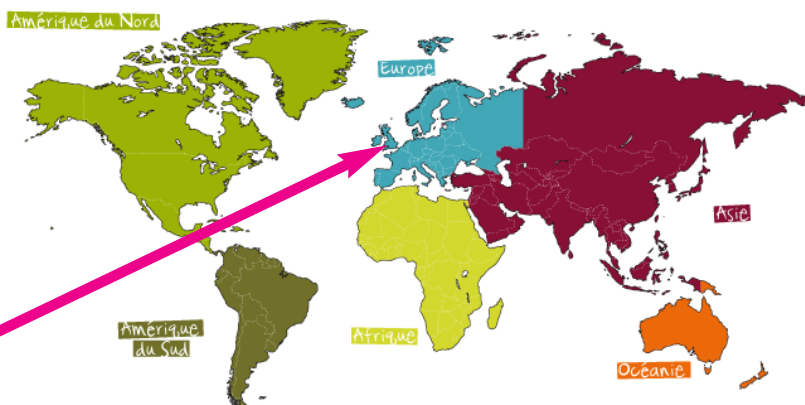 Amérique du Nord
Europe
Asie
Amérique
du Sud
Afrique
Océanie